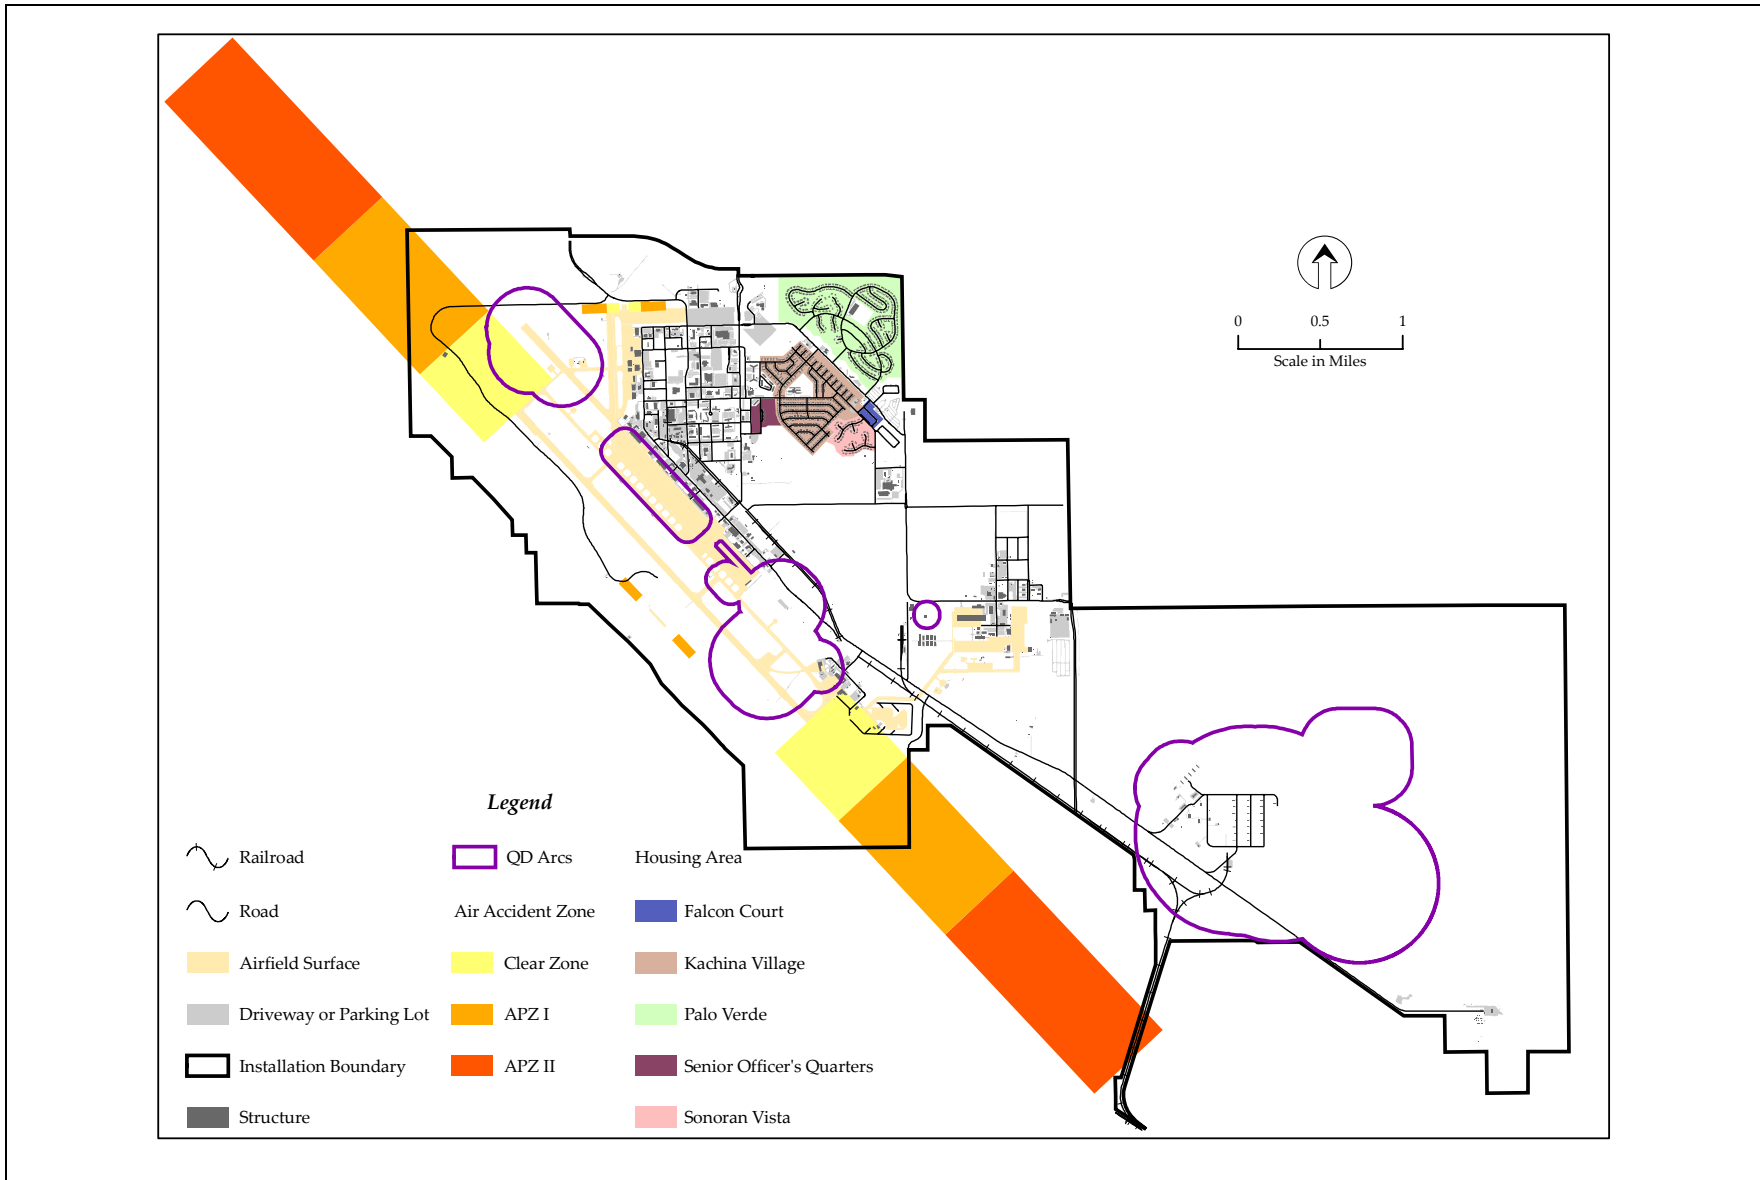 0 0.5 1
Scale in Miles
Legend
Railroad
Road
Airfield Surface
Driveway or Parking Lot
Installation Boundary
Structure
QD Arcs
Air Accident Zone
Clear Zone
APZ I
APZ II
Housing Area
Falcon Court
Kachina Village
Palo Verde
Senior Officer's Quarters
Sonoran Vista